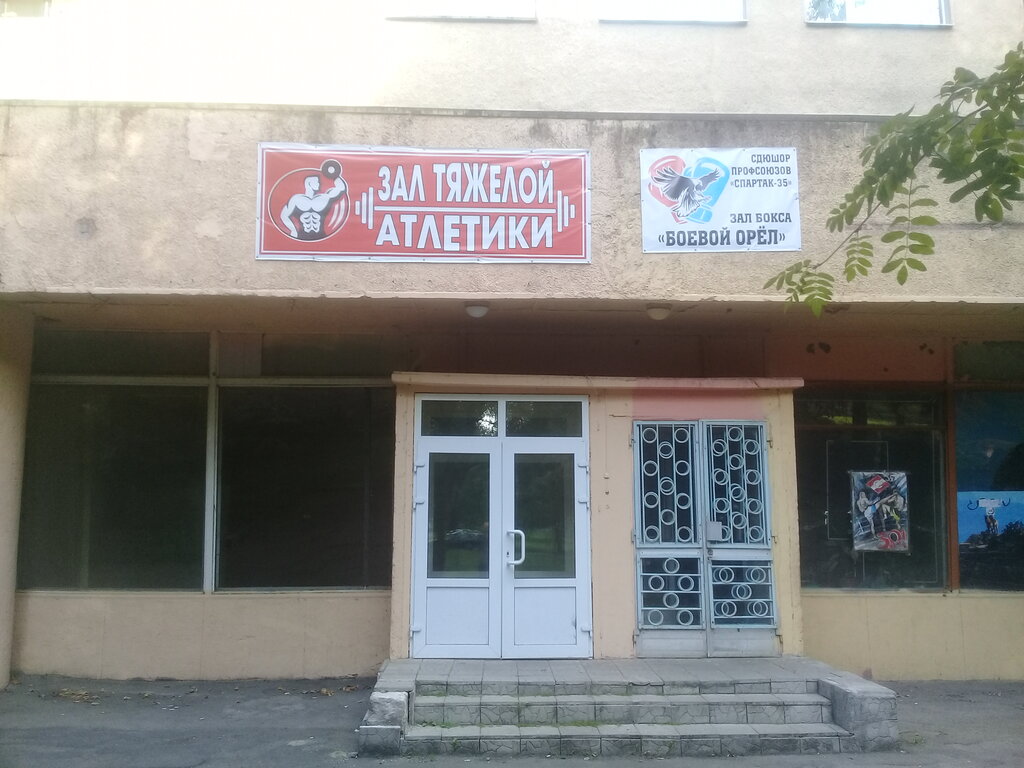 ЗАЛ ТЯЖЕЛОЙ
АТЛЕТИКИ
СДЮШОР
ПРОФСОЮЗОВ
«СПАРТАК-35»
ЗАЛ БОКСА
«БОЕВОЙ ОРЁЛ»